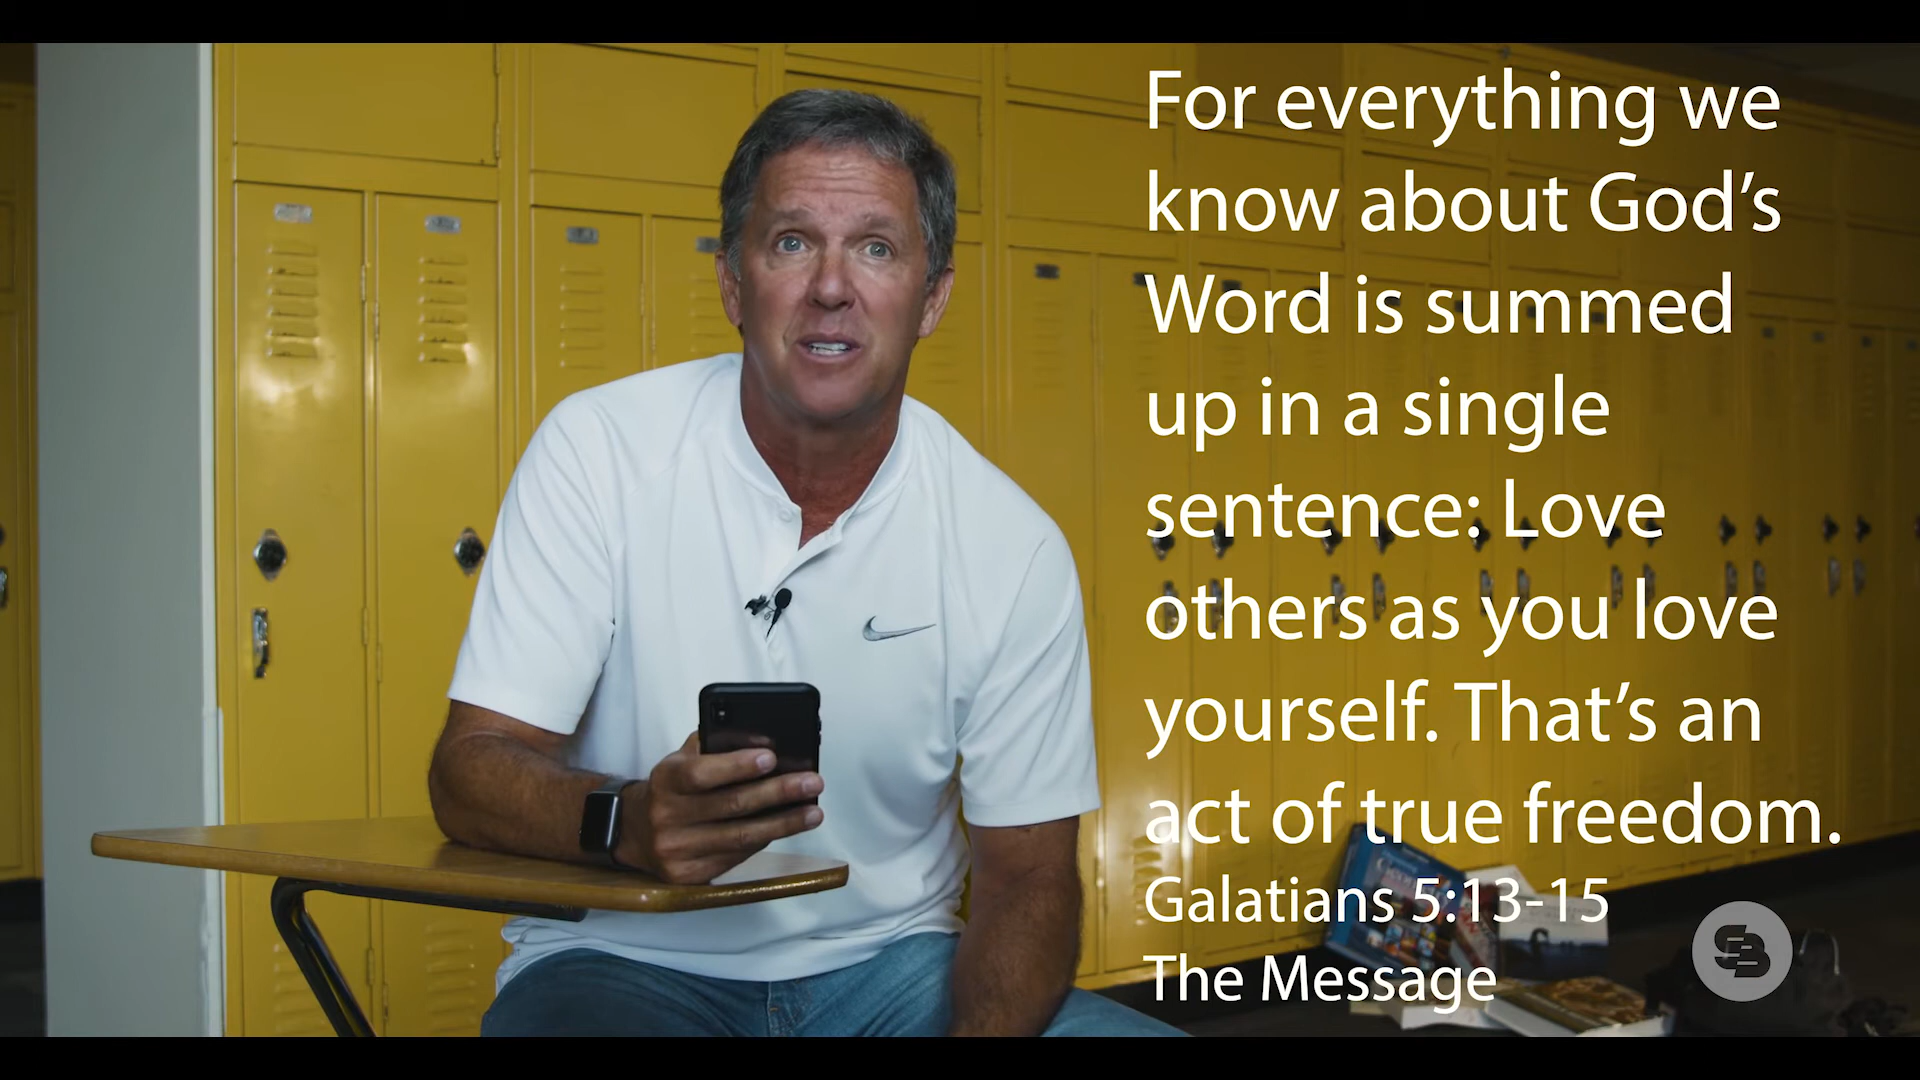 For everything we
know about God’s
Word is summed
up in a single
sentence: Love
others as you love
yourself. That’s an
act of true freedom.
Galatians 5:13-15
The Message
SB